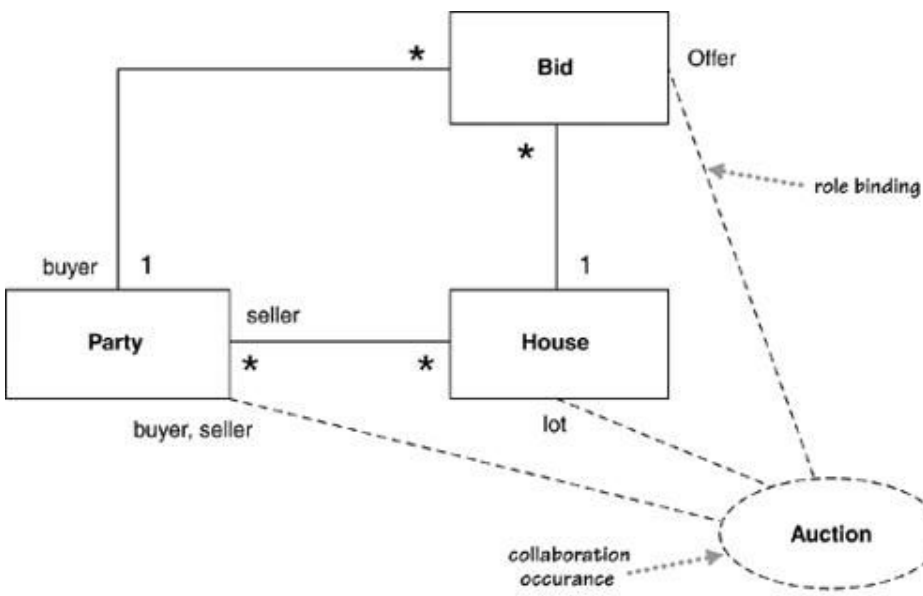 *
Bid
Offer
*
role binding
buyer
1
1
seller
Party
House
*
*
buyer, seller
lot
Auction
collaboration
occurance